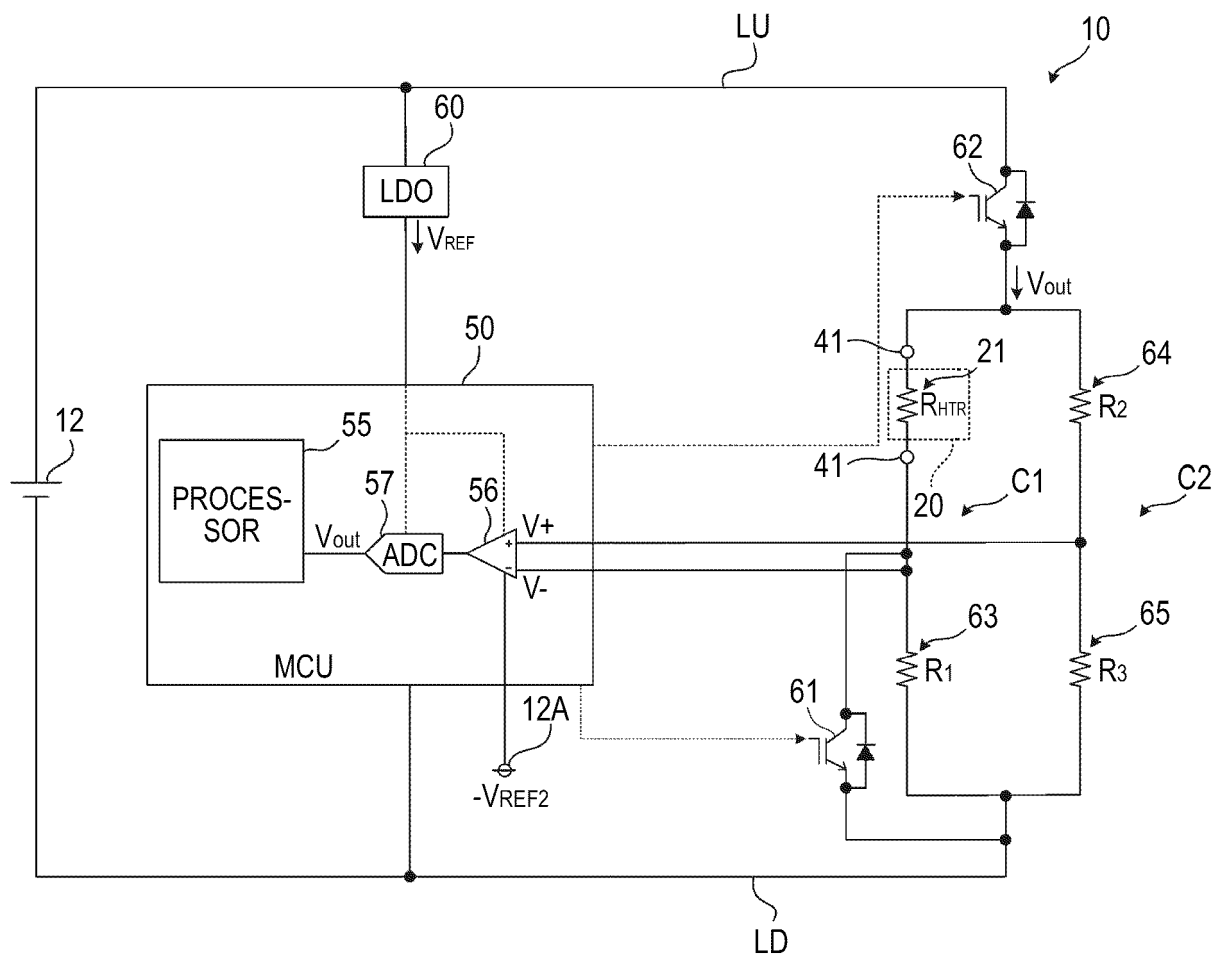 LU
10
60
LDO
VREF
62
Vout
50
41
21
RHTR
64
R2
12
55
PROCES-
SOR
Vout
57
ADC
56
V+
V-
41
20
C1
C2
MCU
12A
-VREF2
61
63
R1
65
R3
LD